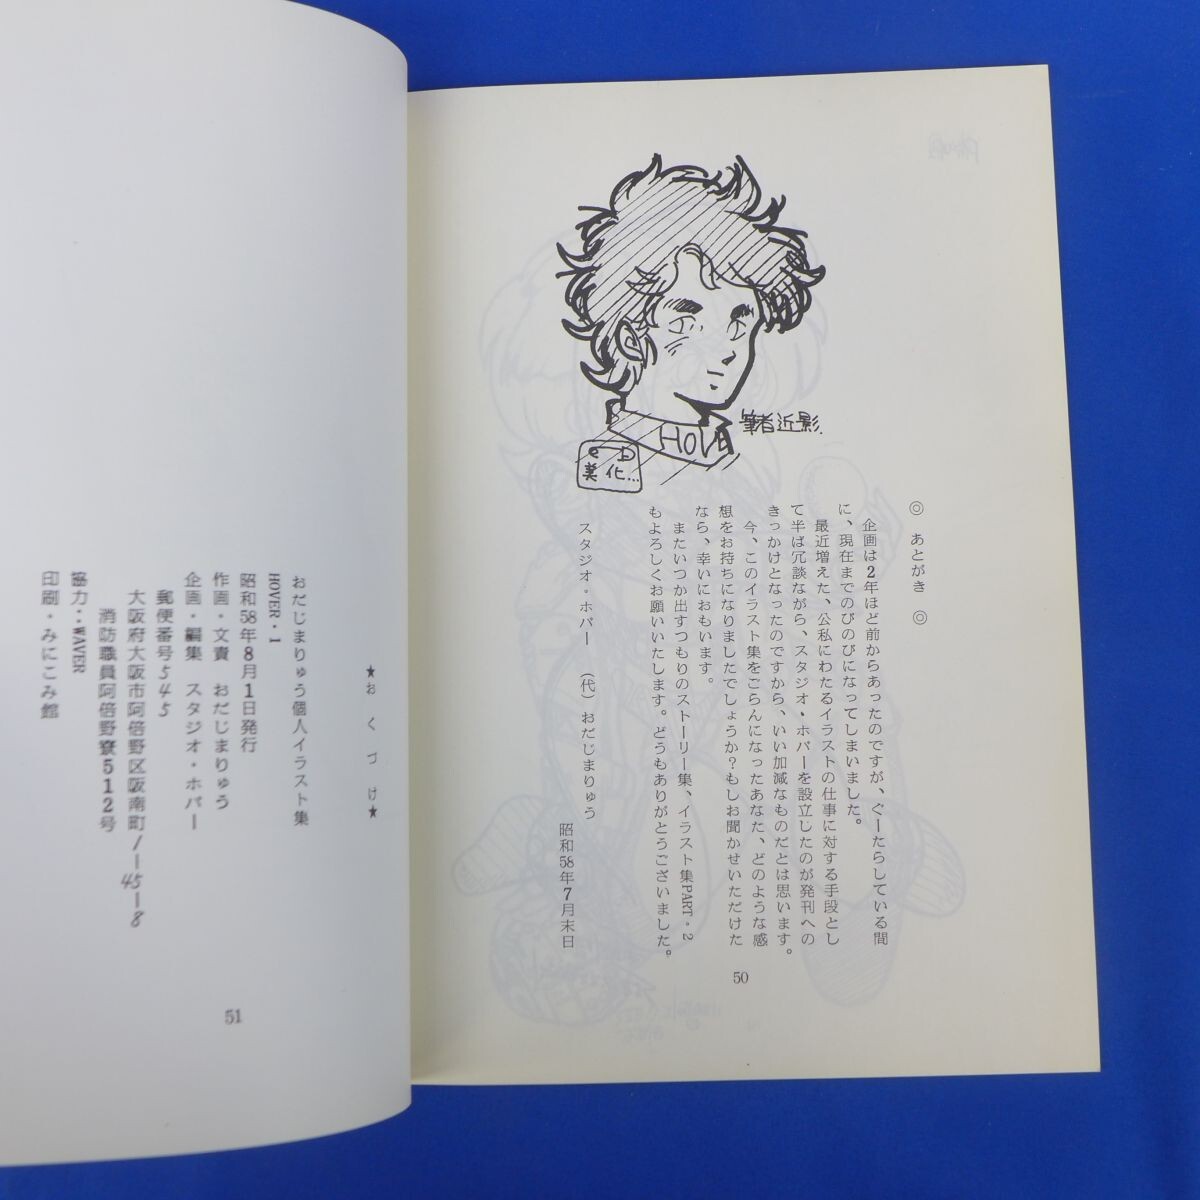 HOVE
筆者近影.
美化…
◎ あとがき ◎
企画は2年ほど前からあったのですが、ぐーたらしている間
に、現在までのびのびになってしまいました。
最近増えた、公私にわたるイラストの仕事に対する手段とし
て半ば冗談ながら、スタジオ・ホバーを設立したのが発刊への
きっかけとなったのですから、いい加減なものだとは思います。
今、このイラスト集をごらんになったあなた、どのような感
想をお持ちになりましたでしょうか?もしお聞かせいただけた
なら、幸いにおもいます。
またいつか出すつもりのストーリー集、イラスト集PART・2
もよろしくお願いいたします。どうもありがとうございました。
スタジオ・ホバー (代)おだじまりゅう
昭和58年7月末日
50
★おくづけ★
おだじまりゅう個人イラスト集
HOVER・1
昭和58年8月1日発行
作画・文責 おだじまりゅう
企画・編集 スタジオ・ホバー
郵便番号545
大阪府大阪市阿倍野区阪南町1-45-8
消防職員阿倍野寮512号
協力・・WAVER
印刷・みにこみ館
51